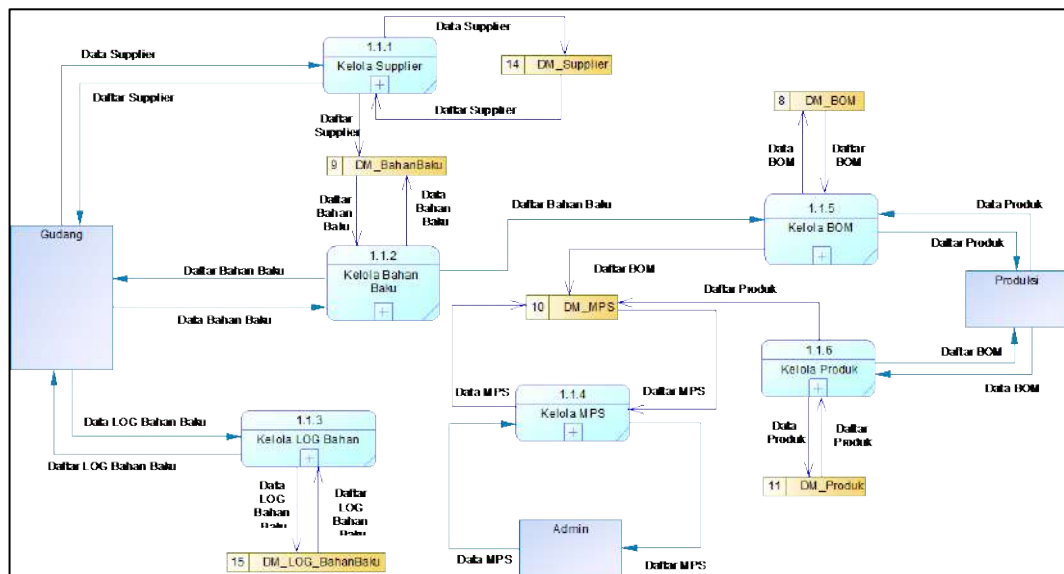 Data Supplier
1.1.1
Kelola Supplier
Data Supplier
14 DM_Supplier
Daftar Supplier
Daftar Supplier
Daftar
Supplier
9 DM_BahanBaku
Daftar
Bahan
Baku
Data
Bahan
Baku
8 DM_BOM
Data
BOM
Daftar
BOM
Gudang
Daftar Bahan Baku
1.1.2
Kelola Bahan
Baku
Data Bahan Baku
Daftar Bahan Baku
1.1.5
Kelola BOM
Data Produk
Daftar Produk
Produksi
Daftar BOM
10 DM_MPS
Daftar Produk
1.1.6
Kelola Produk
Daftar BOM
Data BOM
Data MPS
1.1.4
Kelola MPS
Daftar MPS
Data
Produk
Daftar
Produk
11 DM_Produk
Data LOG Bahan Baku
1.1.3
Kelola LOG Bahan
Daftar LOG Bahan Baku
Data
LOG
Bahan
Baku
Daftar
LOG
Bahan
Baku
15 DM_LOG_BahanBaku
Admin
Data MPS
Daftar MPS